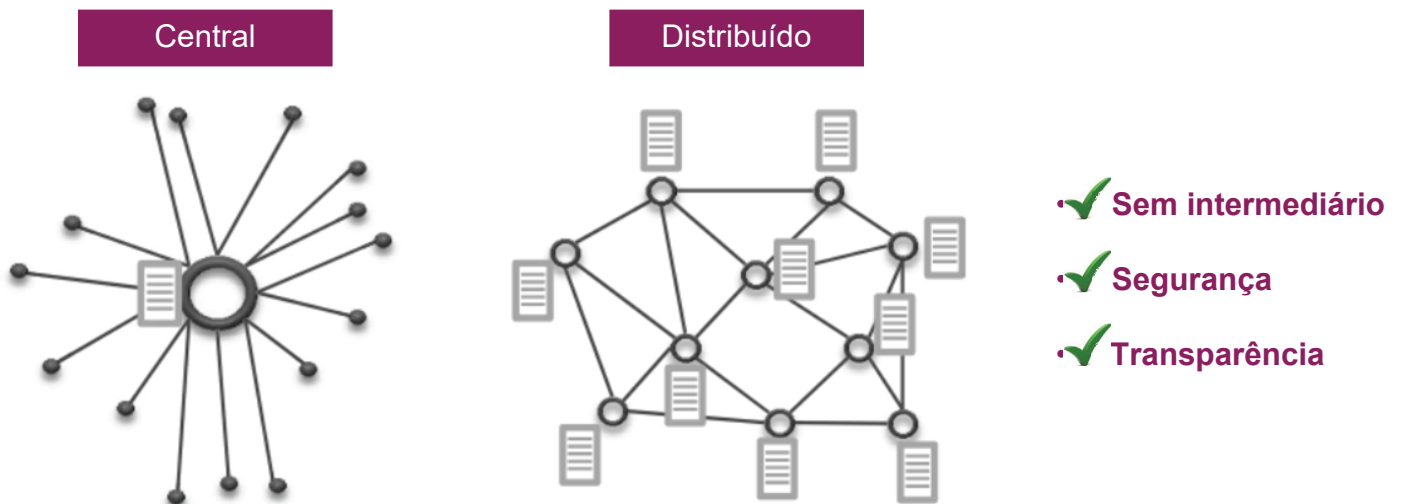 Central
Distribuído
Sem intermediário
Segurança
Transparência